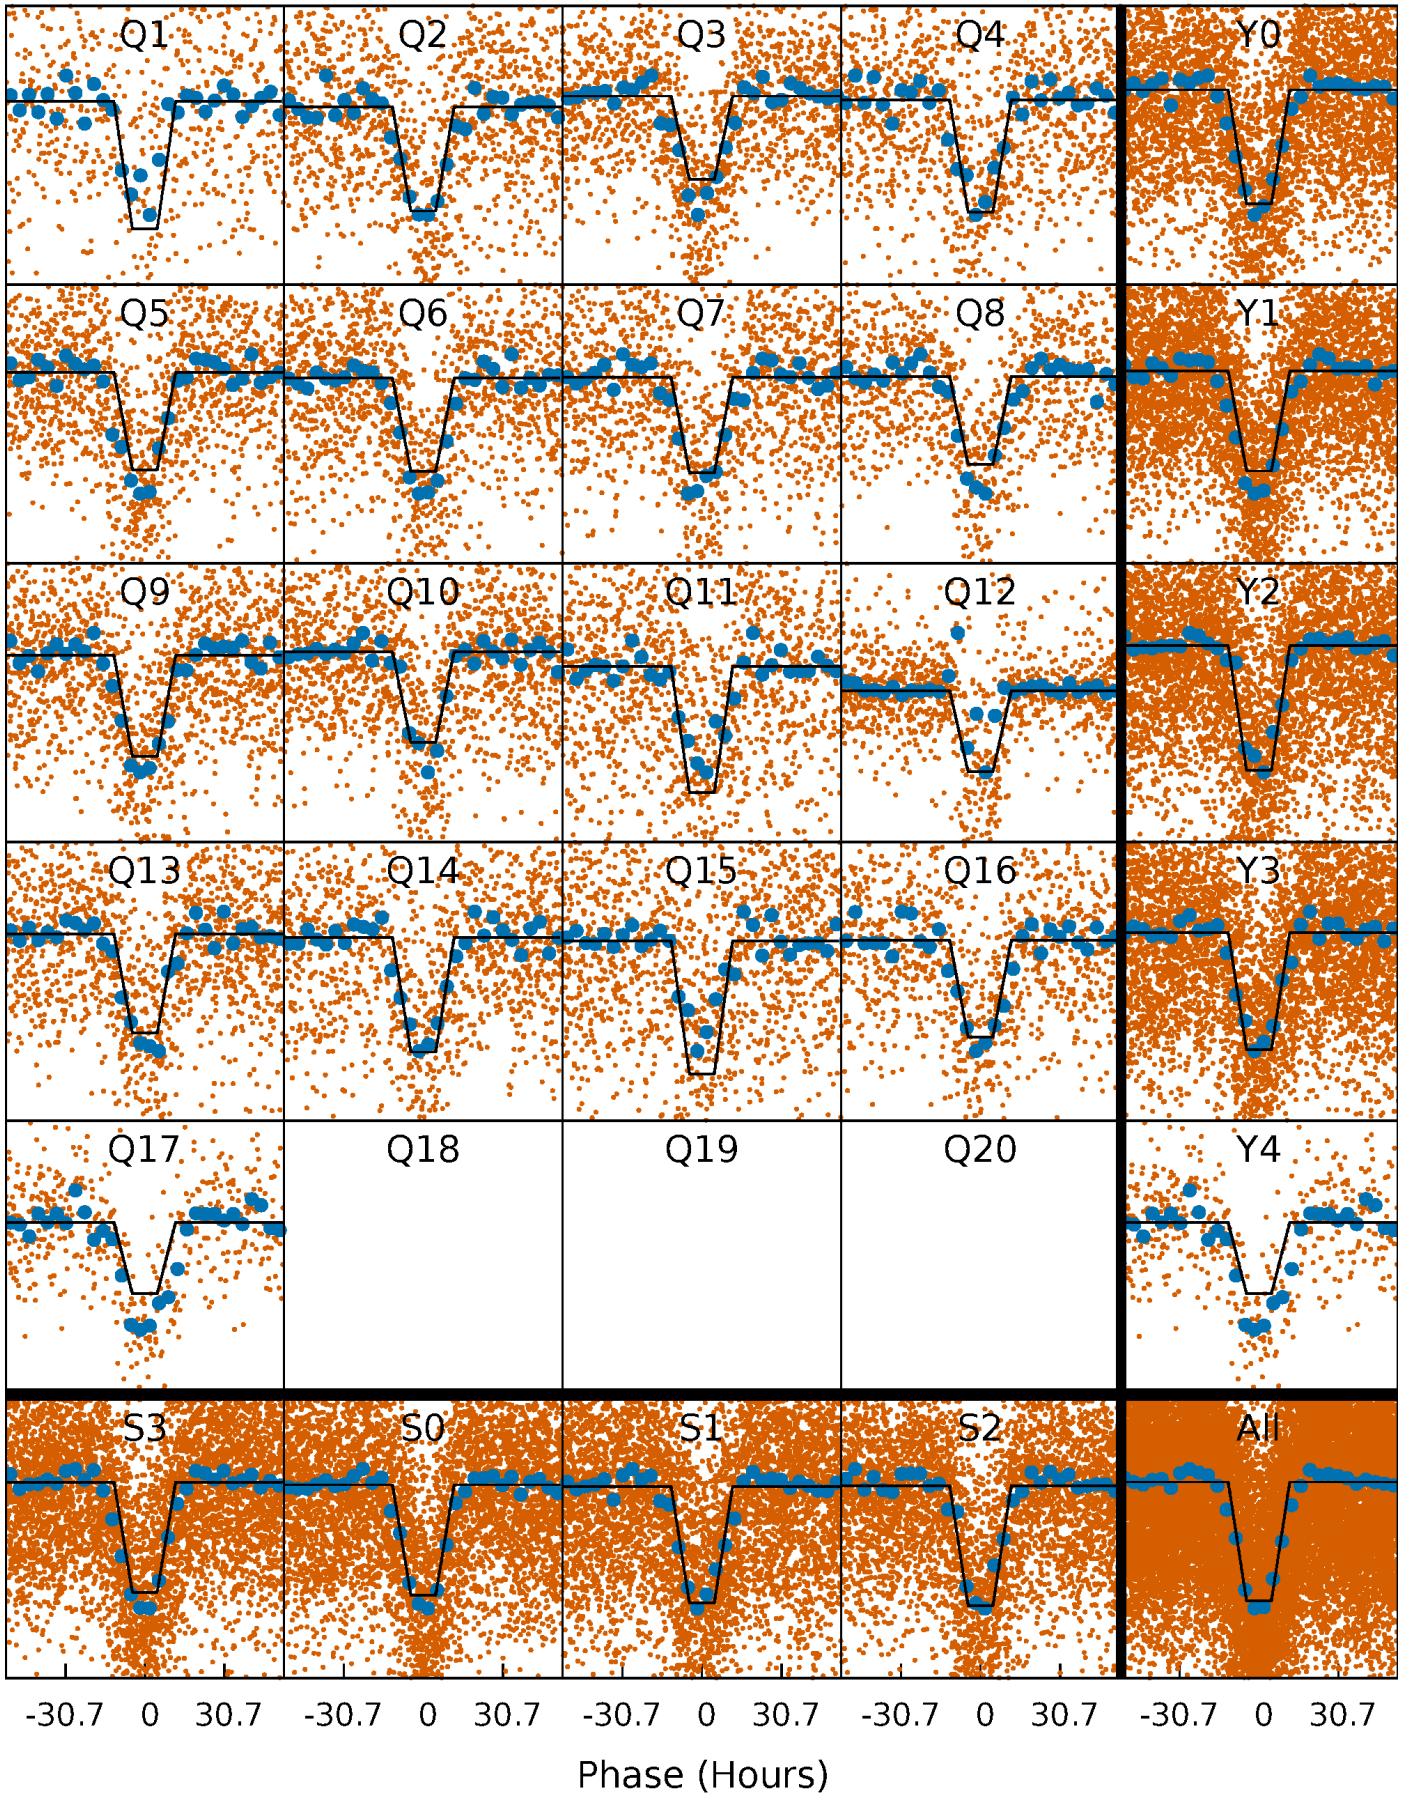 Q1 Q2 Q3 Q4 Y0
Q5 Q6 Q7 Q8 Y1
Q9 Q10 Q11 Q12 Y2
Q13 Q14 Q15 Q16 Y3
Q17 Q18 Q19 Q20 Y4
S3 S0 S1 S2 All
-30.7 0 30.7 -30.7 0 30.7 -30.7 0 30.7 -30.7 0 30.7 -30.7 0 30.7
Phase (Hours)